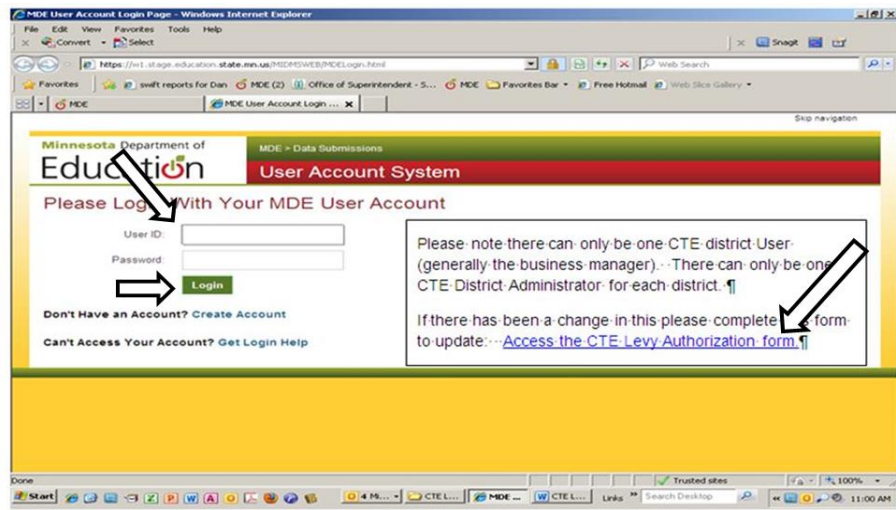 MDE User Account Login Page - Windows Internet Explorer
File Edit View Favorites Tools Help
Convert Select Snagit
https://w1.stage.education.state.mn.us/MIDMSWEB/MDELogin.html Web Search
Favorites swift reports for Dan MDE (2) Office of Superintendent - S... MDE Favorites Bar Free Hotmail Web Slice Gallery
MDE MDE User Account Login ...
Skip navigation
Minnesota Department of
Education
MDE > Data Submissions
User Account System
Please Login With Your MDE User Account
User ID:
Password:
Login
Don't Have an Account? Create Account
Can't Access Your Account? Get Login Help
Please note there can only be one CTE district User
(generally the business manager). There can only be one
CTE District Administrator for each district. ¶
If there has been a change in this please complete form
to update: Access the CTE Levy Authorization form.¶
Done Trusted sites 100%
Start 4 Mi... CTE L... MDE ... CTE L... Links Search Desktop 11:00 AM